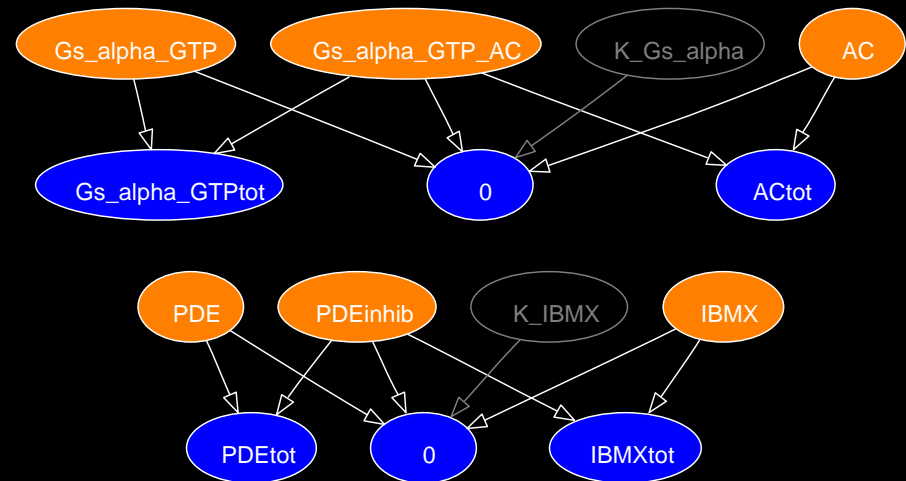 Gs_alpha_GTP
Gs_alpha_GTP_AC
K_Gs_alpha
AC
Gs_alpha_GTPtot
0
ACtot
PDE
PDEinhib
K_IBMX
IBMX
PDEtot
0
IBMXtot